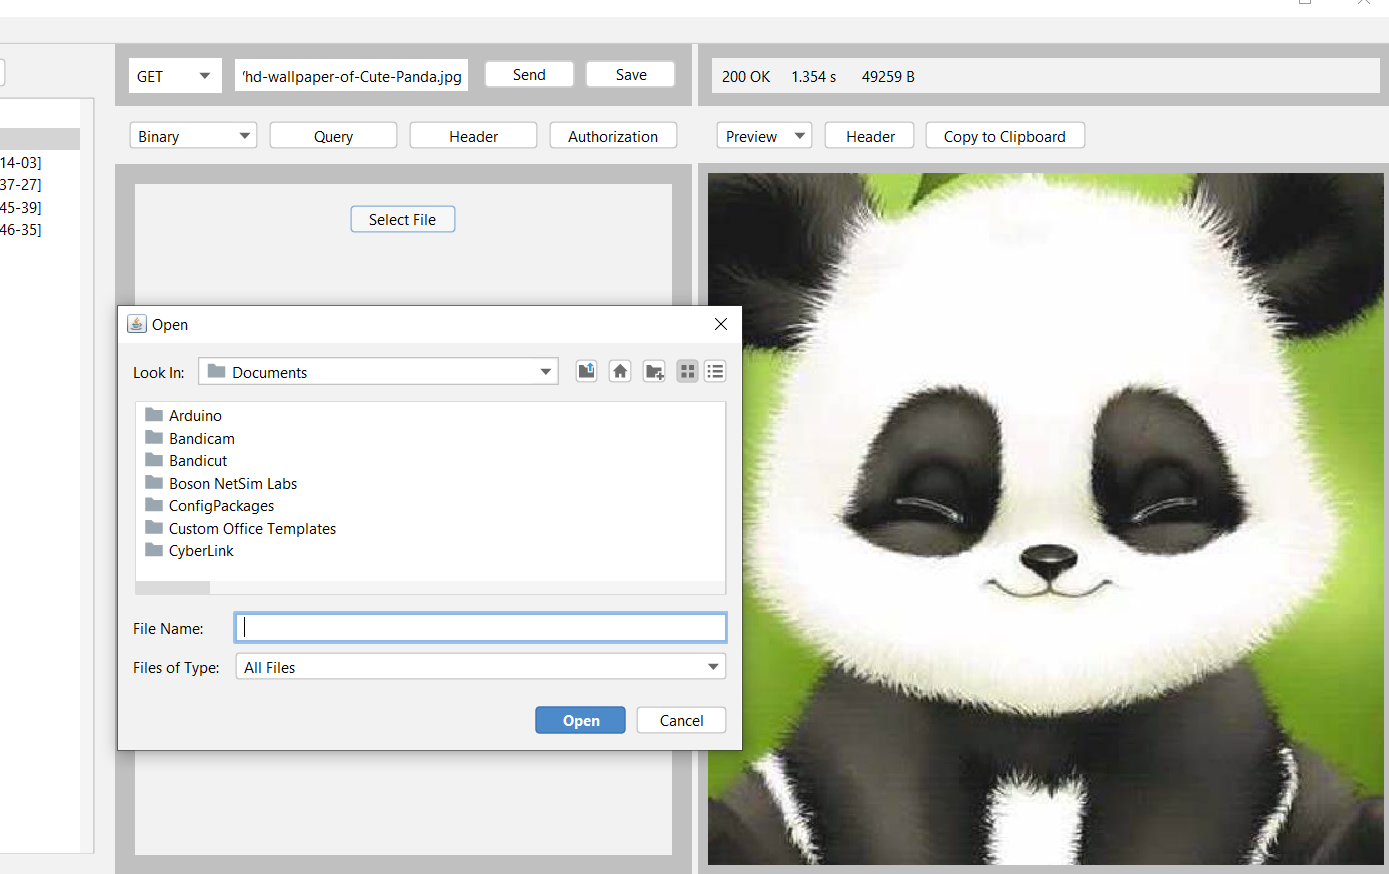 GET
'hd-wallpaper-of-Cute-Panda.jpg
Send
Save
200 OK 1.354 s 49259 B
Binary
Query
Header
Authorization
Preview
Header
Copy to Clipboard
14-03]
37-27]
45-39]
46-35]
Select File
Open
Look In:
Documents
Arduino
Bandicam
Bandicut
Boson NetSim Labs
ConfigPackages
Custom Office Templates
CyberLink
File Name:
Files of Type:
All Files
Open
Cancel